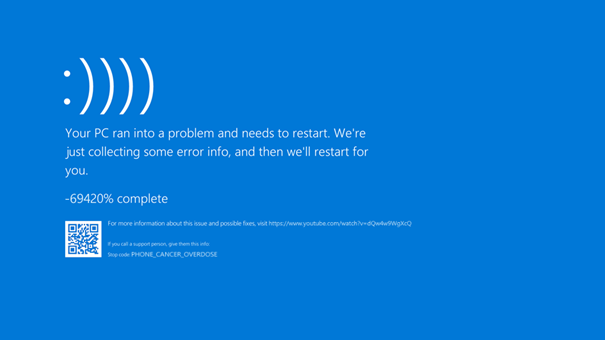 :))))
Your PC ran into a problem and needs to restart. We're
just collecting some error info, and then we'll restart for
you.
-69420% complete
For more information about this issue and possible fixes, visit https://www.youtube.com/watch?v=dQw4w9WgXcQ
If you call a support person, give them this info
Stop code: PHONE_CANCER_OVERDOSE